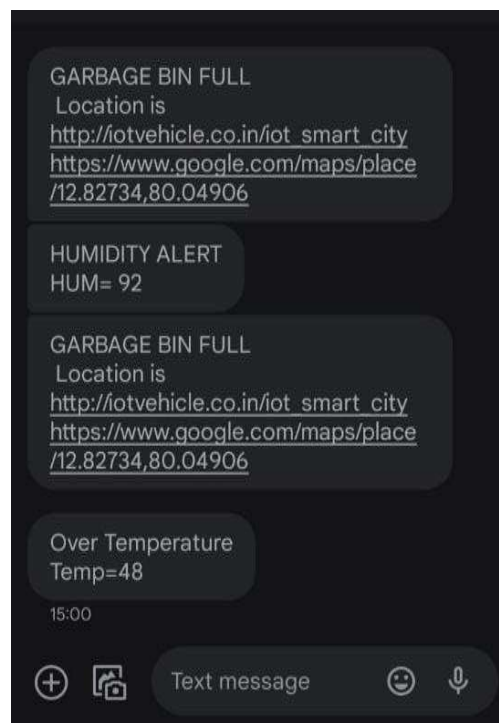 GARBAGE BIN FULL
Location is
http://iotvehicle.co.in/iot_smart_city
https://www.google.com/maps/place
/12.82734,80.04906
HUMIDITY ALERT
HUM= 92
GARBAGE BIN FULL
Location is
http://iotvehicle.co.in/iot_smart_city
https://www.google.com/maps/place
/12.82734,80.04906
Over Temperature
Temp=48
15:00
Text message